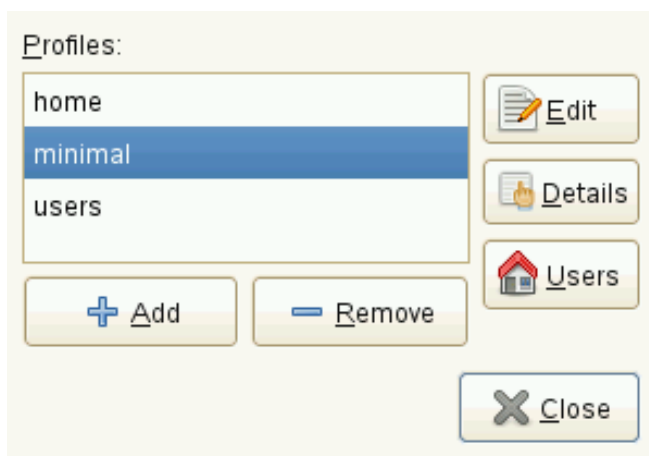 Profiles:
home
minimal
users
Edit
Details
Users
Add
Remove
Close